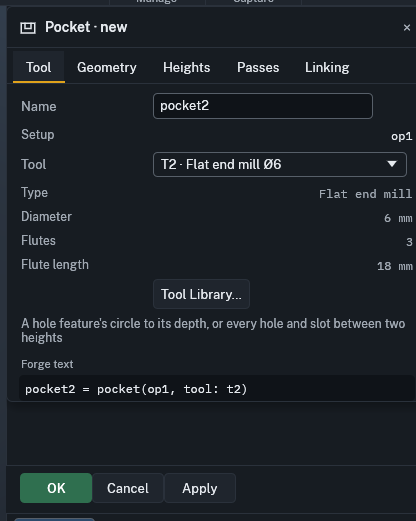 Pocket · new ×
Tool Geometry Heights Passes Linking
Name pocket2
Setup op1
Tool T2 · Flat end mill Ø6
Type Flat end mill
Diameter 6 mm
Flutes 3
Flute length 18 mm
Tool Library...
A hole feature's circle to its depth, or every hole and slot between two
heights
Forge text
pocket2 = pocket(op1, tool: t2)
OK Cancel Apply